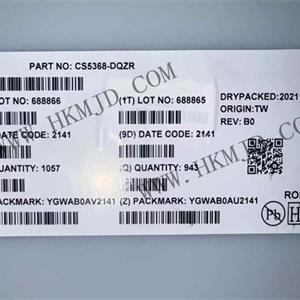 PART NO: CS5368-DQZR
LOT NO: 688866 (1T) LOT NO: 688865
DRYPACKED:2021
ORIGIN:TW
REV: B0
DATE CODE: 2141 (9D) DATE CODE: 2141
QUANTITY: 1057 (Q) QUANTITY: 943
PACKMARK: YGWAB0AV2141 (Z) PACKMARK: YGWAB0AU2141
Pb
WWW.HKMJD.COM
WWW.HKMJD.COM